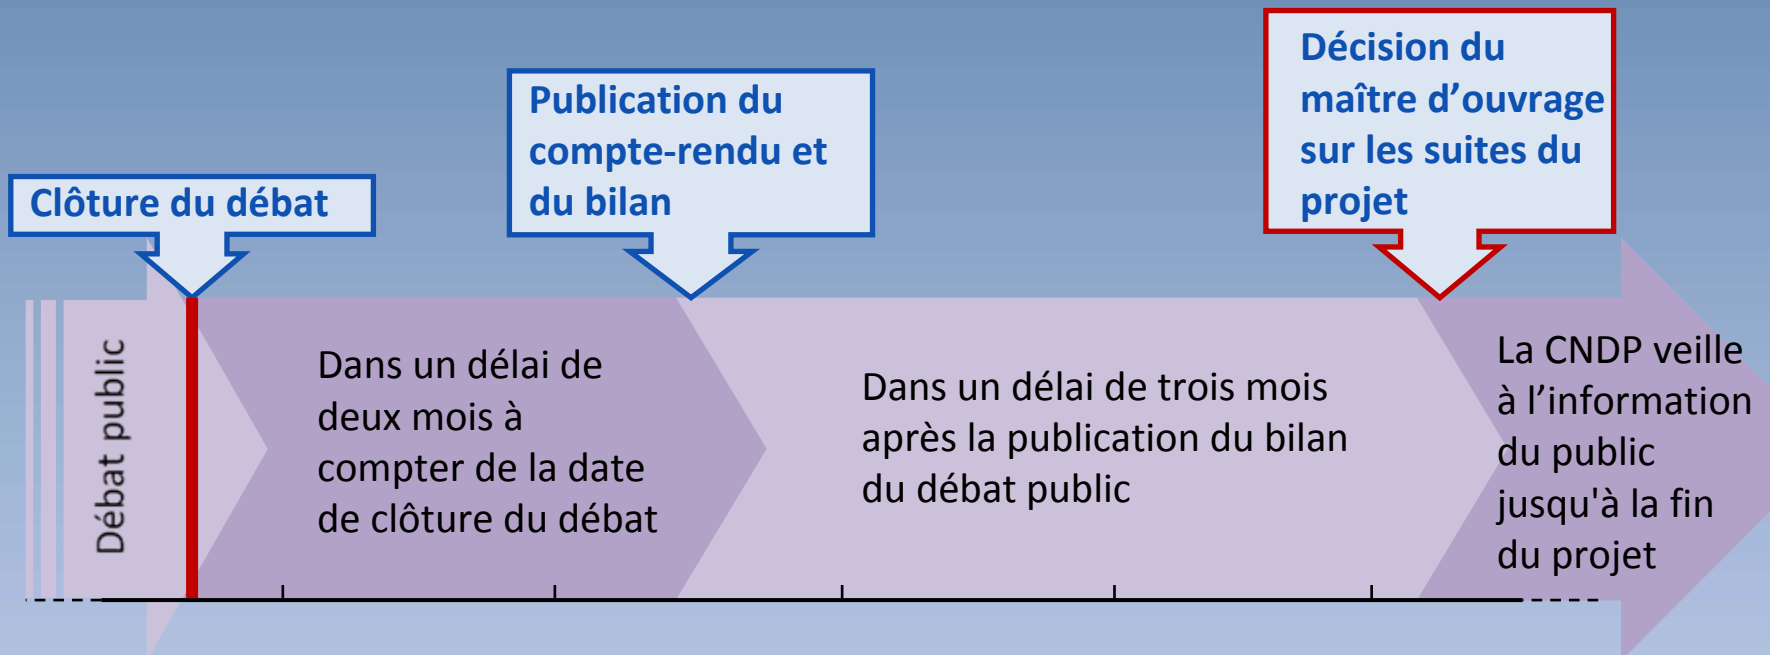 Clôture du débat
Publication du
compte-rendu et
du bilan
Décision du
maître d’ouvrage
sur les suites du
projet
Débat public
Dans un délai de
deux mois à
compter de la date
de clôture du débat
Dans un délai de trois mois
après la publication du bilan
du débat public
La CNDP veille
à l’information
du public
jusqu'à la fin
du projet